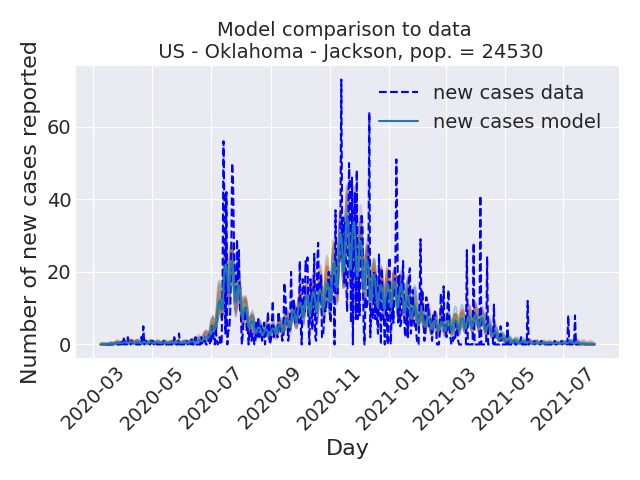 Model comparison to data
US - Oklahoma - Jackson, pop. = 24530
Number of new cases reported
60
40
20
0
new cases data
new cases model
2020-03
2020-05
2020-07
2020-09
2020-11
2021-01
2021-03
2021-05
2021-07
Day